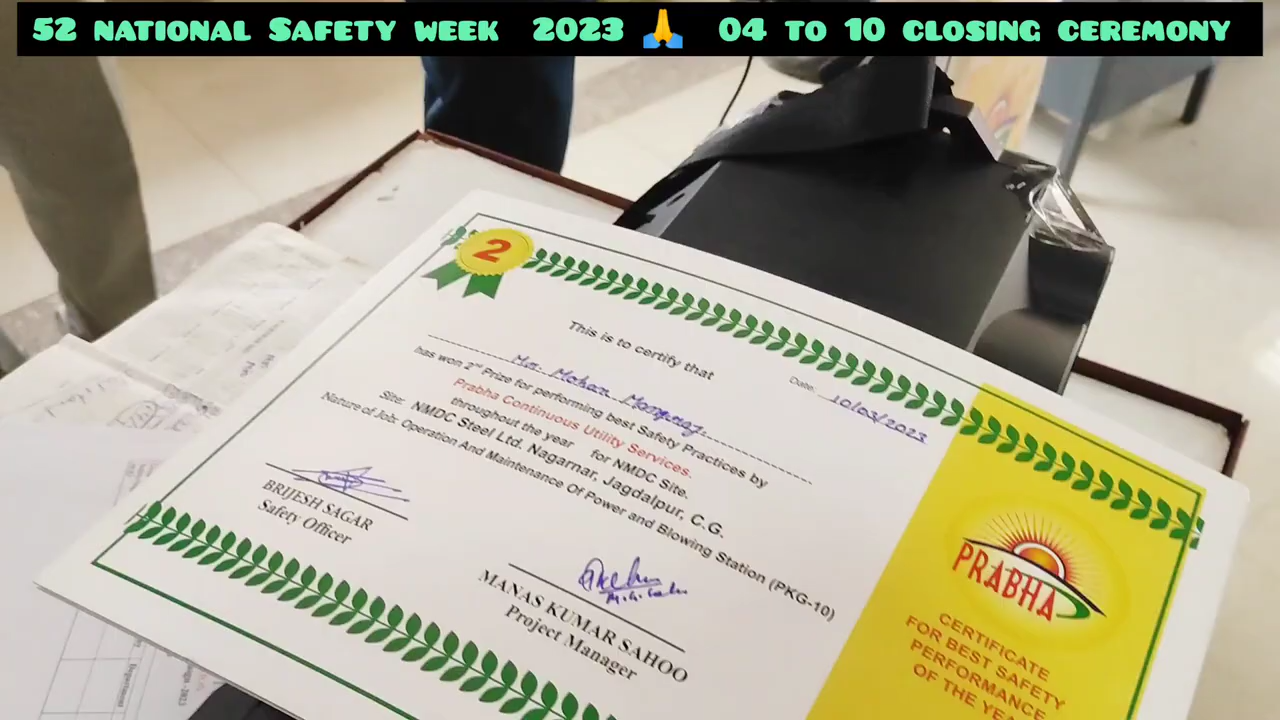 52 NATIONAL SAFETY WEEK 2023 🙏 04 TO 10 CLOSING CEREMONY
2
This is to certify that
Date: 10/03/2023
Mr. Mohan
has won 2nd Prize for performing best Safety Practices by
Prabha Continuous Utility Services.
throughout the year for NMDC Site.
Site: NMDC Steel Ltd. Nagarnar, Jagdalpur, C.G.
Nature of Job: Operation And Maintenance Of Power and Blowing Station (PKG-10)
BRIJESH SAGAR
Safety Officer
MANAS KUMAR SAHOO
Project Manager
PRABHA
CERTIFICATE
FOR BEST SAFETY
PERFORMANCE
OF THE YEA